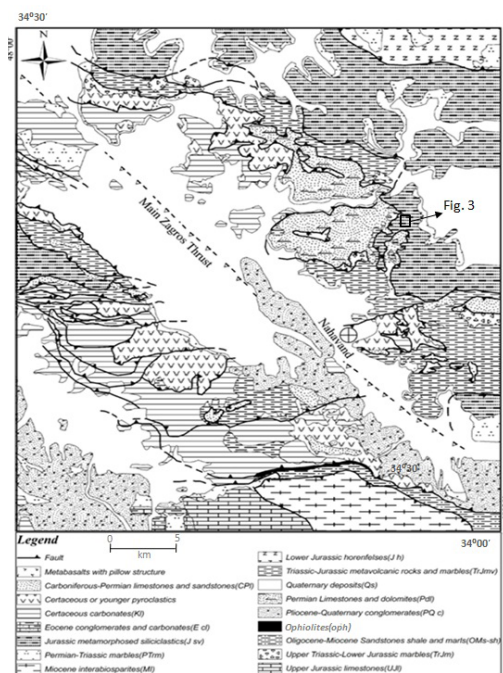 34°30´
48°00´
N
Fig. 3
Main Zagros Thrust
Nahavand
34°20´
34°00´
Legend
0 5
km
Fault
Metabasalts with pillow structure
Carboniferous-Permian limestones and sandstones(CPl)
Certaceous or younger pyroclastics
Certaceous carbonates(Kl)
Eocene conglomerates and carbonates(E cl)
Jurassic metamorphosed siliciclastics(J sv)
Permian-Triassic marbles(PTrm)
Miocene interabiosparites(Ml)
Lower Jurassic horenfelses(J h)
Triassic-Jurassic metavolcanic rocks and marbles(TrJmv)
Quaternary deposits(Qs)
Permian Limestones and dolomites(Pdl)
Pliocene-Quaternary conglomerates(PQ c)
Ophiolites(oph)
Oligocene-Miocene Sandstones shale and marts(OMs-sh)
Upper Triassic-Lower Jurassic marbles(TrJm)
Upper Jurassic limestones(UJl)